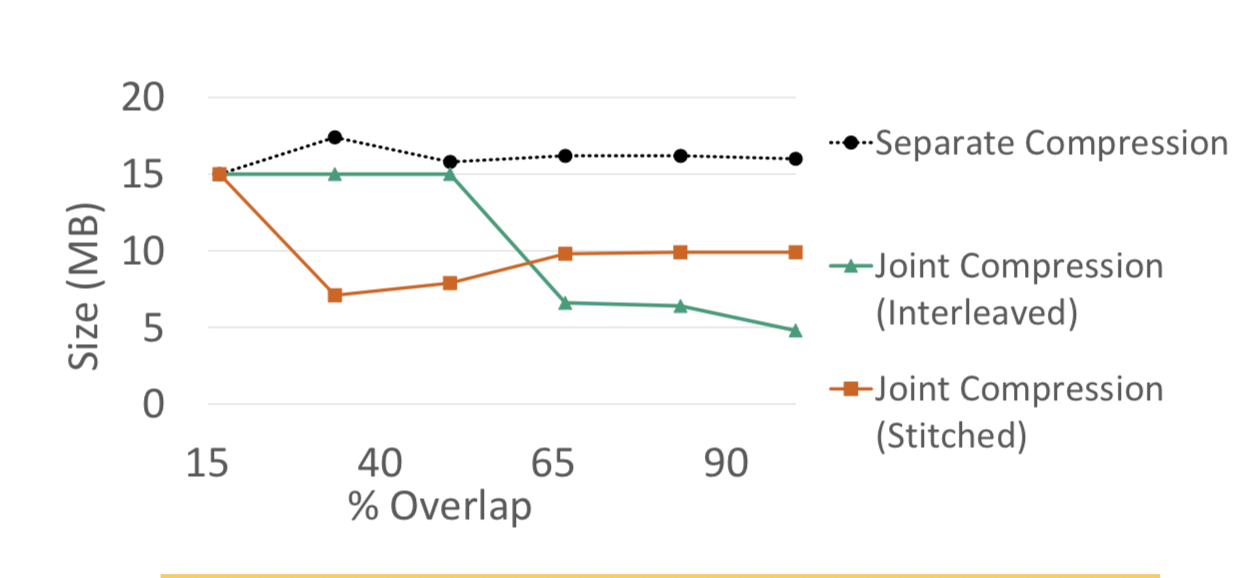 20
15
10
5
0
Size (MB)
15 40 65 90
% Overlap
Separate Compression
Joint Compression
(Interleaved)
Joint Compression
(Stitched)